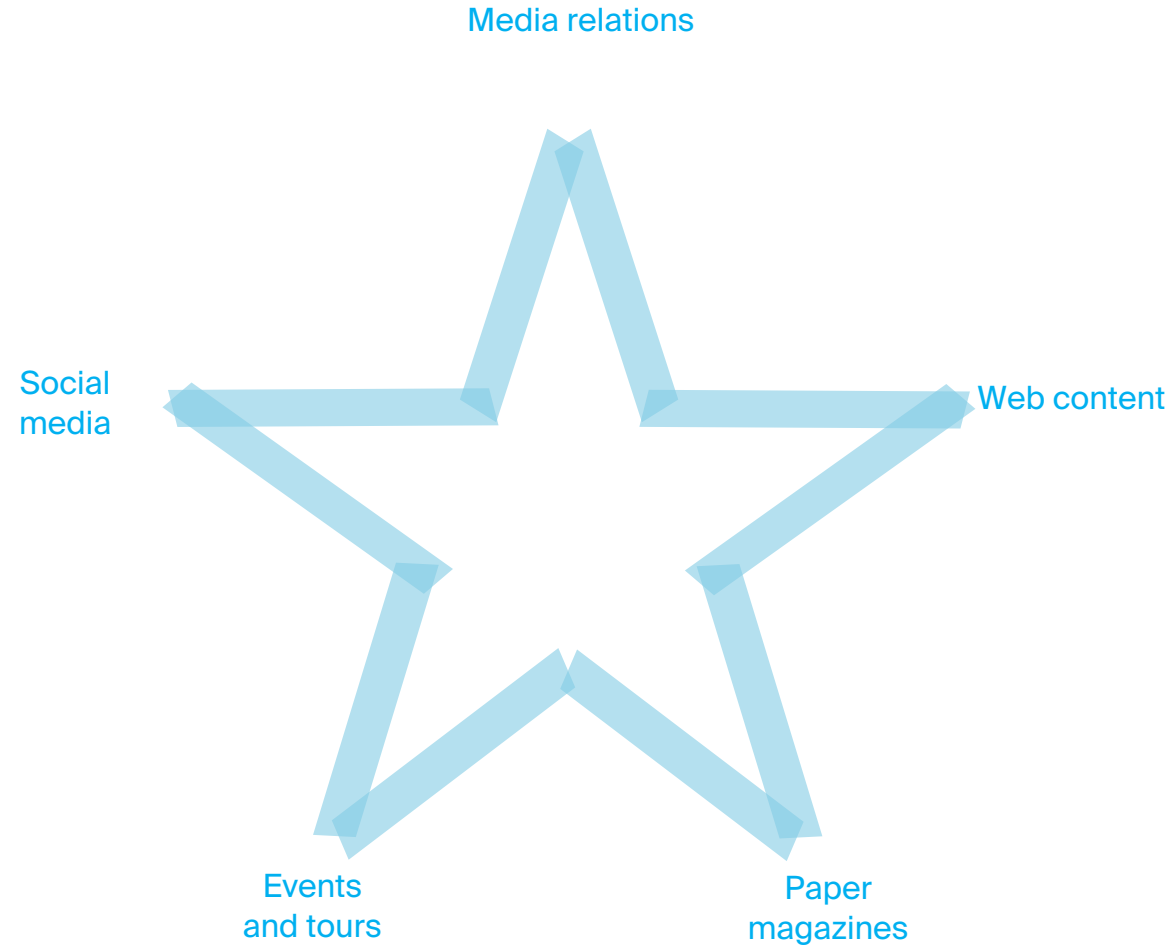 Media relations
Social
media
Web content
Events
and tours
Paper
magazines